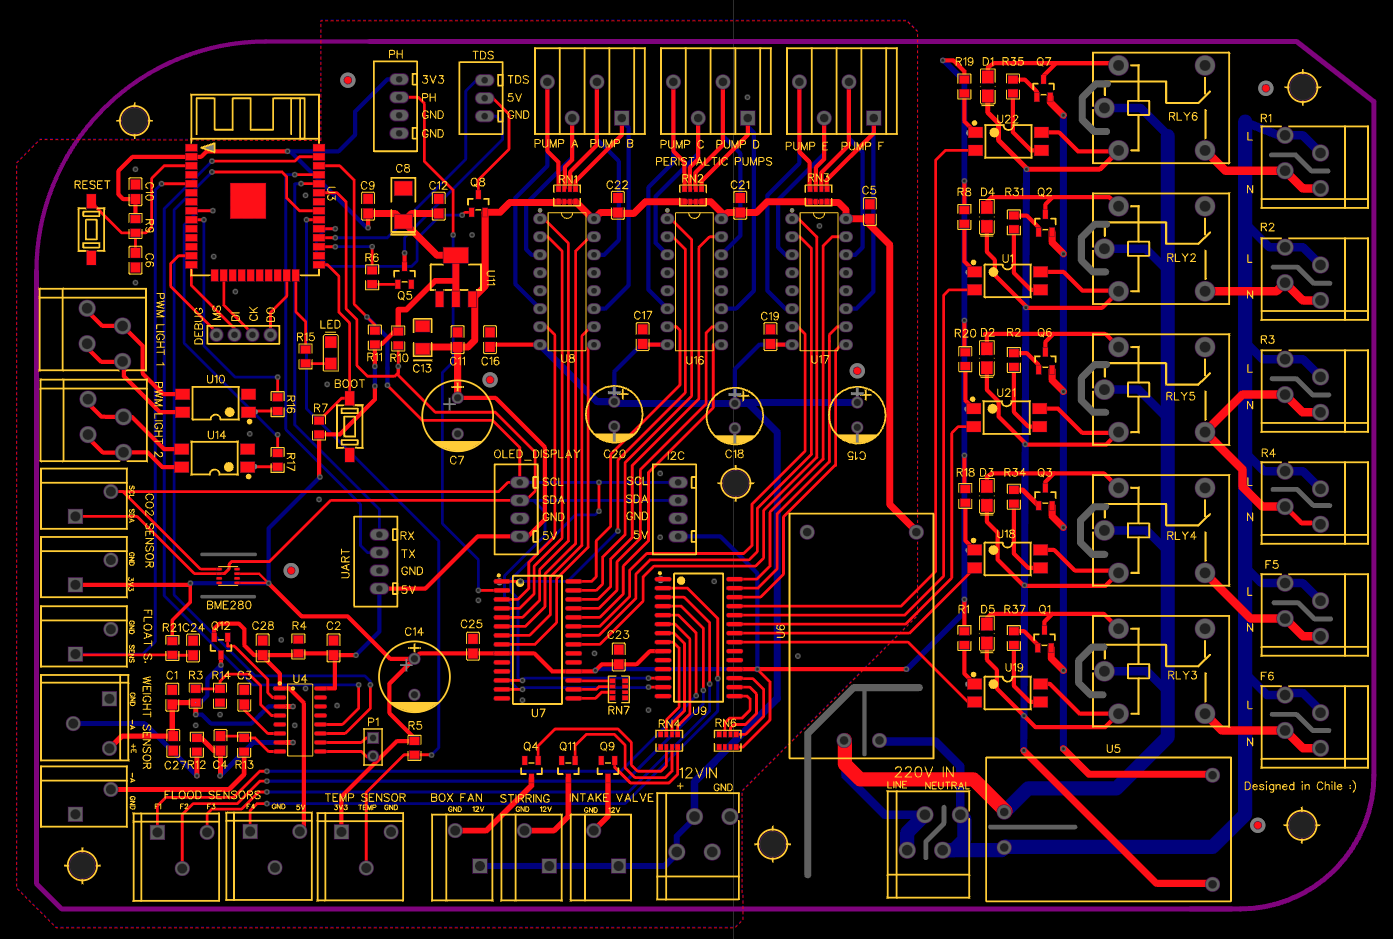 PH
3V3
PH
GND
GND
TDS
TDS
5V
GND
GND
PUMP A PUMP B
PUMP C PUMP D
PUMP E PUMP F
PERISTALTIC PUMPS
R19 D1 R35 Q7
U22
RLY6
R1
L
N
RESET
C10
R9
C6
U3
C9
C8
C12
Q8
RN1
C22
RN2
C21
RN3
C5
R8 D4 R31 Q2
U1
RLY2
R2
L
N
R6
Q5
U11
PWM LIGHT 1
DEBUG
MS
DI
CK
DO
R15
LED
R11
R10
C13
C11
C16
U8
C17
U16
C19
U17
R20 D2 R2 Q6
U21
RLY5
R3
L
N
PWM LIGHT 2
U10
R16
BOOT
R7
U14
R17
C7
C20
C18
C15
OLED_DISPLAY
SCL
SDA
GND
5V
I2C
SCL
SDA
GND
5V
R18 D3 R34 Q3
U18
RLY4
R4
L
N
CO2 SENSOR
SCL
SDA
GND
3V3
UART
RX
TX
GND
5V
BME280
U6
R1 D5 R37 Q1
U19
RLY3
F5
L
N
FLOAT S.
GND
SENS
R21 C24 Q12 C28 R4 C2
C14
C25
C23
RN7
U7
U9
F6
L
N
WEIGHT SENSOR
GND
-A
+E
-A
GND
C1 R3 R14 C3
U4
C27 R12 C4 R13
P1
R5
RN4
RN6
Q4
Q11
Q9
U5
12VIN
+
GND
220V IN
LINE
NEUTRAL
FLOOD SENSORS
F1
F2
F3
F4
GND
5V
TEMP SENSOR
3V3
TEMP
GND
BOX FAN
GND
12V
STIRRING
GND
12V
INTAKE VALVE
GND
12V
Designed in Chile :)